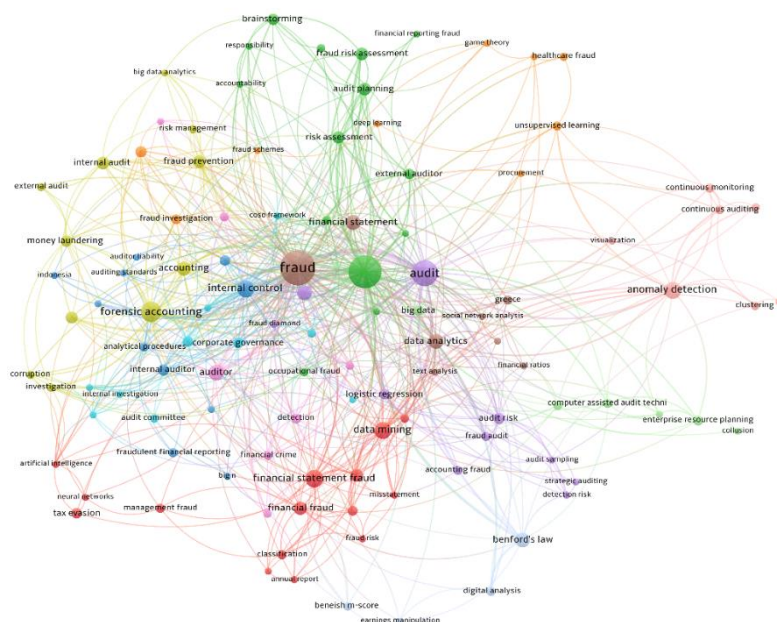 brainstorming
financial reporting fraud
responsibility
fraud risk assessment
game theory
healthcare fraud
big data analytics
accountability
audit planning
deep learning
unsupervised learning
risk management
risk assessment
fraud schemes
internal audit
fraud prevention
external auditor
procurement
external audit
continuous monitoring
coso framework
financial statement
continuous auditing
fraud investigation
money laundering
auditor liability
visualization
accounting
fraud
audit
indonesia
auditing standards
internal control
anomaly detection
greece
clustering
forensic accounting
big data
social network analysis
fraud diamond
analytical procedures
corporate governance
data analytics
financial ratios
corruption
internal auditor
auditor
occupational fraud
text analysis
investigation
internal investigation
logistic regression
computer assisted audit techni
audit committee
detection
audit risk
enterprise resource planning
data mining
fraud audit
collusion
fraudulent financial reporting
financial crime
artificial intelligence
accounting fraud
audit sampling
big n
financial statement fraud
strategic auditing
neural networks
misstatement
detection risk
tax evasion
management fraud
financial fraud
fraud risk
benford's law
classification
annual report
digital analysis
beneish m-score
earnings manipulation